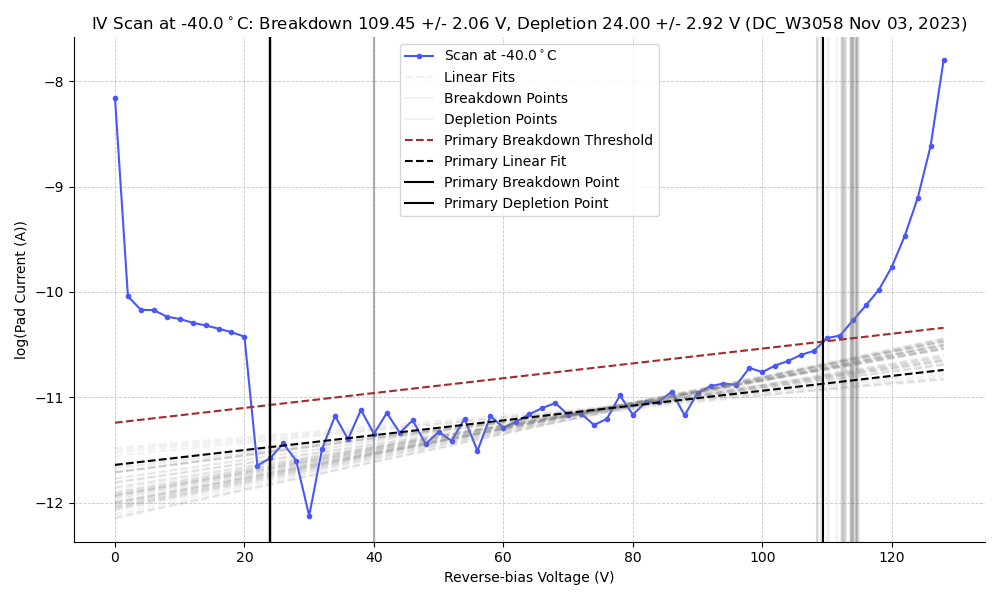 IV Scan at -40.0°C: Breakdown 109.45 +/- 2.06 V, Depletion 24.00 +/- 2.92 V (DC_W3058 Nov 03, 2023)
Scan at -40.0°C
Linear Fits
Breakdown Points
Depletion Points
Primary Breakdown Threshold
Primary Linear Fit
Primary Breakdown Point
Primary Depletion Point
log(Pad Current (A))
−8
−9
−10
−11
−12
0 20 40 60 80 100 120
Reverse-bias Voltage (V)